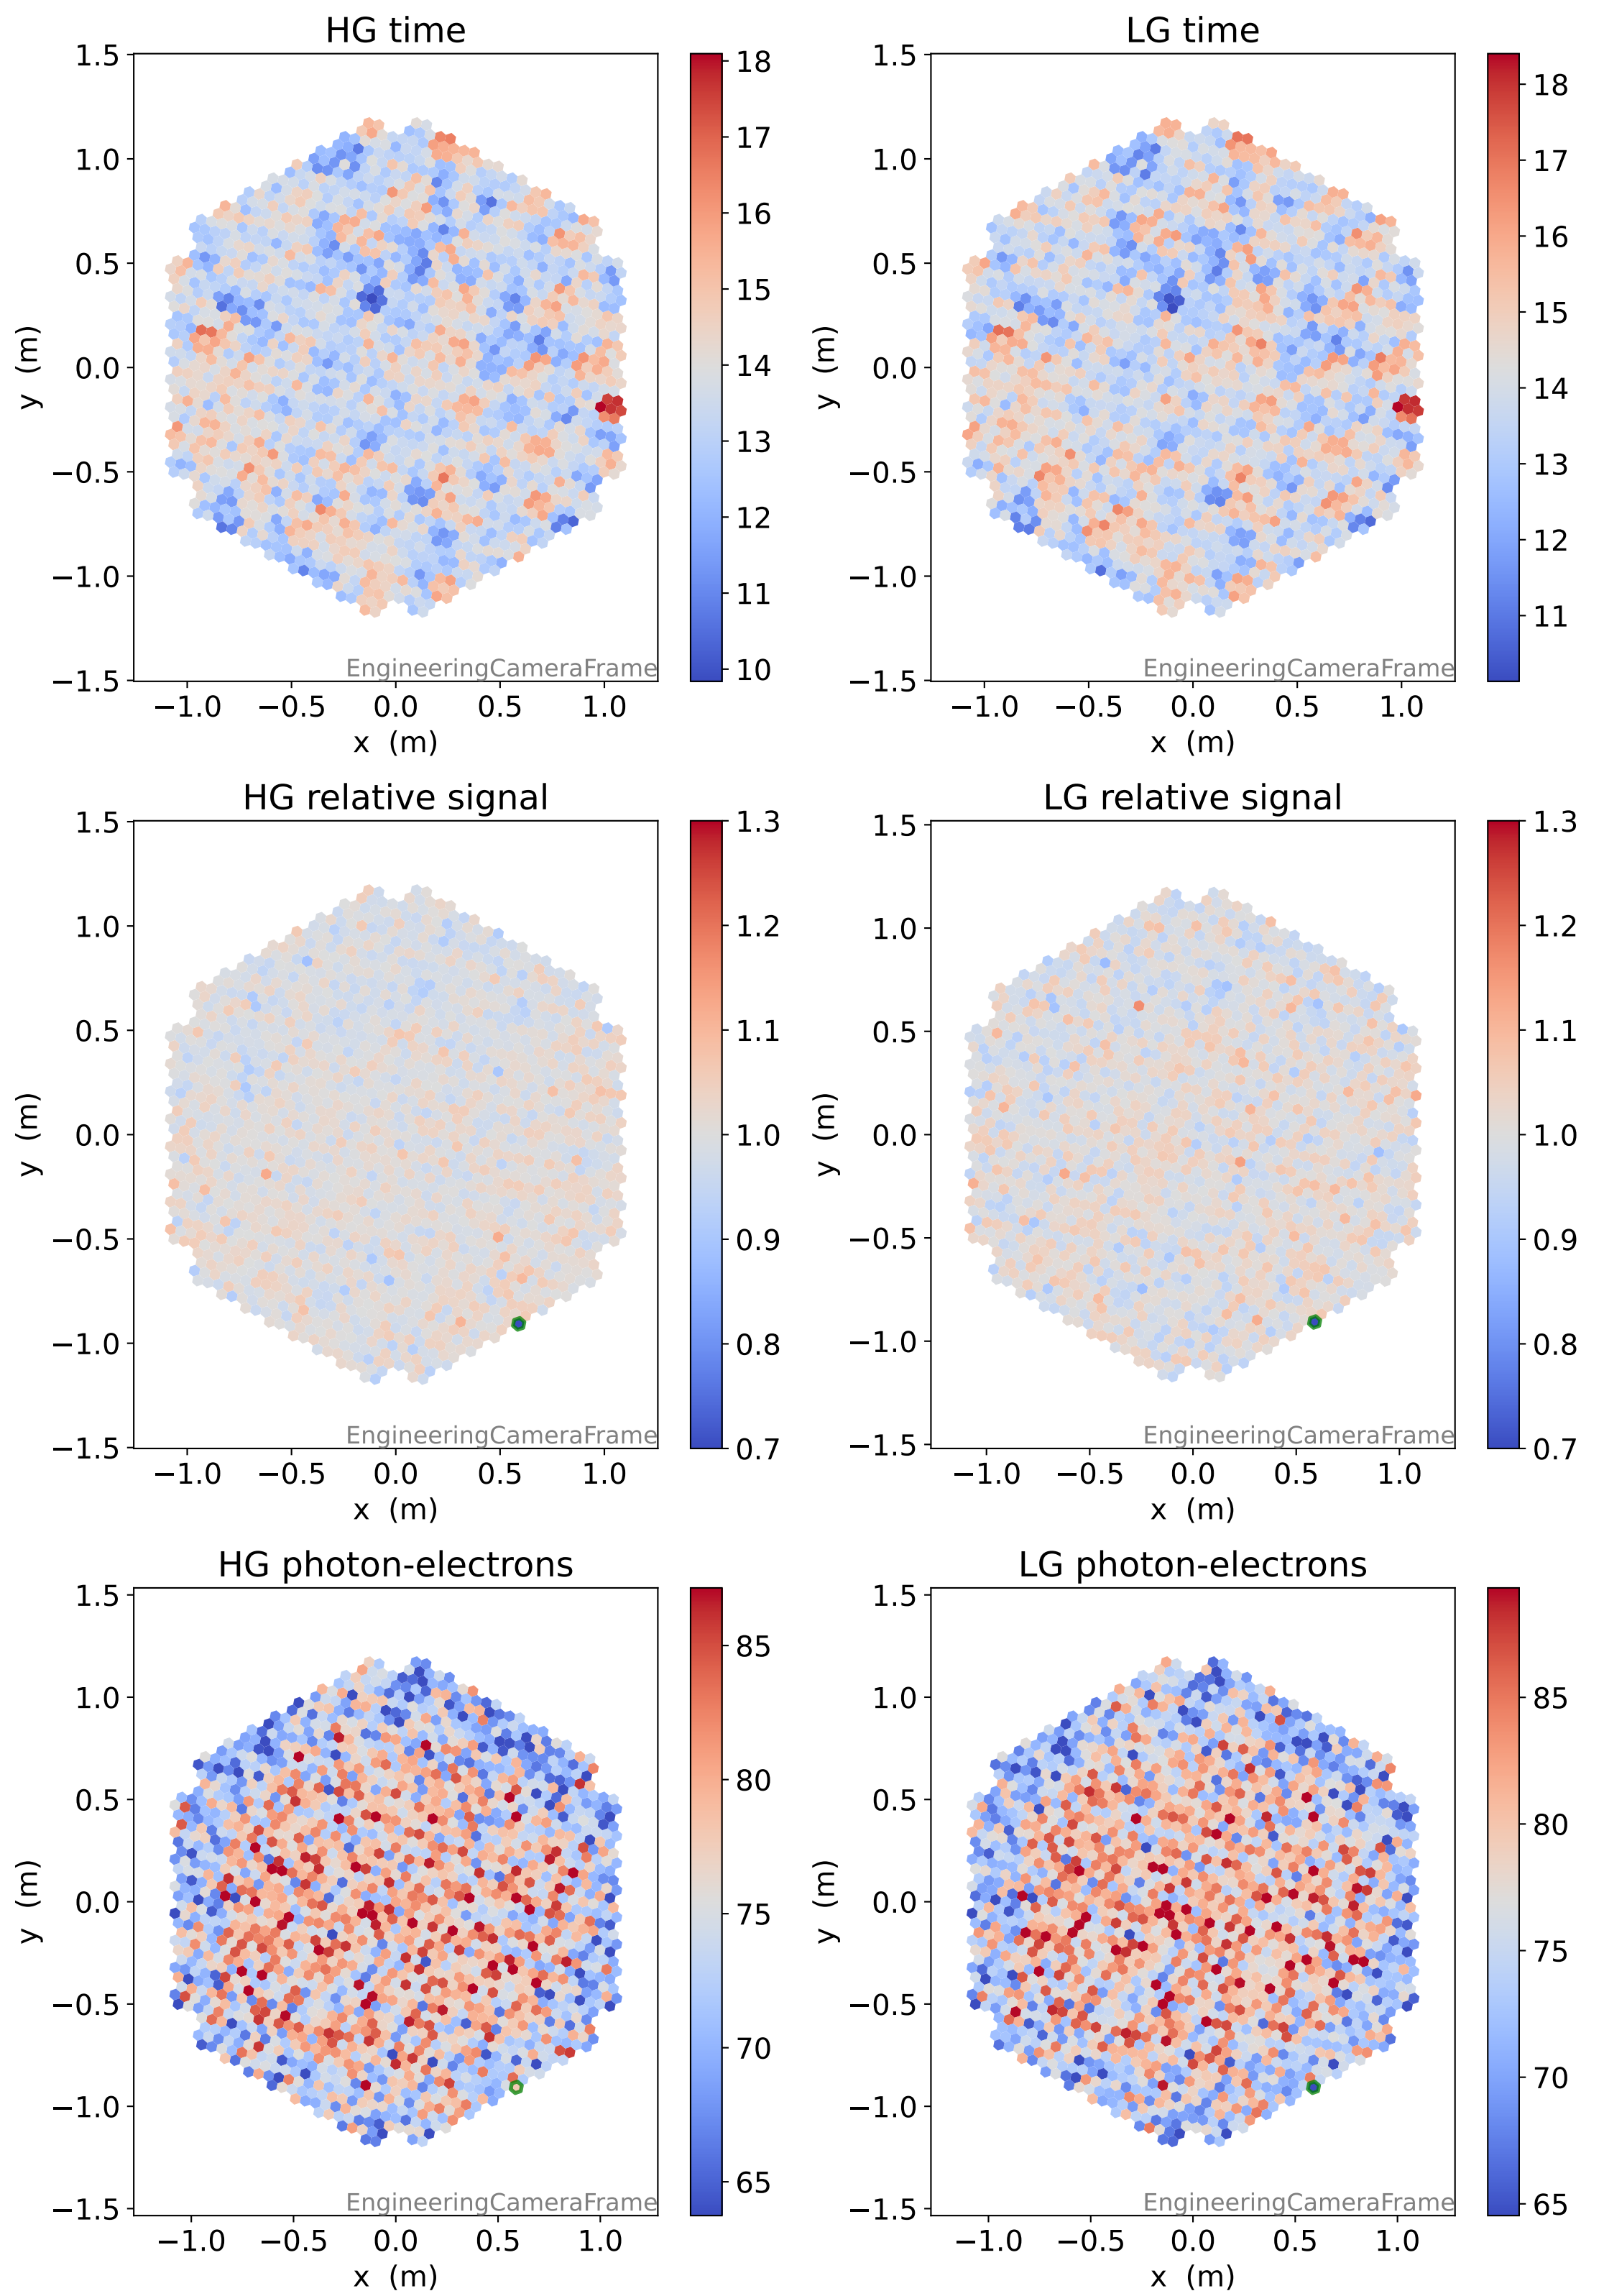 HG time
LG time
1.5
1.0
0.5
0.0
−0.5
−1.0
−1.5
y (m)
−1.0 −0.5 0.0 0.5 1.0
x (m)
EngineeringCameraFrame
18
17
16
15
14
13
12
11
10
1.5
1.0
0.5
0.0
−0.5
−1.0
−1.5
y (m)
−1.0 −0.5 0.0 0.5 1.0
x (m)
EngineeringCameraFrame
18
17
16
15
14
13
12
11
HG relative signal
LG relative signal
1.5
1.0
0.5
0.0
−0.5
−1.0
−1.5
y (m)
−1.0 −0.5 0.0 0.5 1.0
x (m)
EngineeringCameraFrame
1.3
1.2
1.1
1.0
0.9
0.8
0.7
1.5
1.0
0.5
0.0
−0.5
−1.0
−1.5
y (m)
−1.0 −0.5 0.0 0.5 1.0
x (m)
EngineeringCameraFrame
1.3
1.2
1.1
1.0
0.9
0.8
0.7
HG photon-electrons
LG photon-electrons
1.5
1.0
0.5
0.0
−0.5
−1.0
−1.5
y (m)
−1.0 −0.5 0.0 0.5 1.0
x (m)
EngineeringCameraFrame
85
80
75
70
65
1.5
1.0
0.5
0.0
−0.5
−1.0
−1.5
y (m)
−1.0 −0.5 0.0 0.5 1.0
x (m)
EngineeringCameraFrame
85
80
75
70
65